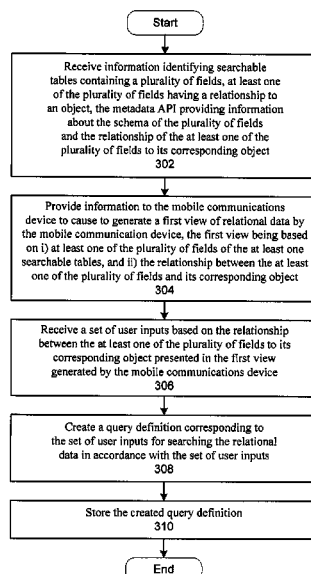 Start
Receive information identifying searchable
tables containing a plurality of fields, at least one
of the plurality of fields having a relationship to
an object, the metadata API providing information
about the schema of the plurality of fields
and the relationship of the at least one of the
plurality of fields to its corresponding object
302
Provide information to the mobile communications
device to cause to generate a first view of relational data by
the mobile communication device, the first view being based
on i) at least one of the plurality of fields of the at least one
searchable tables, and ii) the relationship between the at least
one of the plurality of fields and its corresponding object
304
Receive a set of user inputs based on the relationship
between the at least one of the plurality of fields to its
corresponding object presented in the first view
generated by the mobile communications device
306
Create a query definition corresponding to
the set of user inputs for searching the relational
data in accordance with the set of user inputs
308
Store the created query definition
310
End